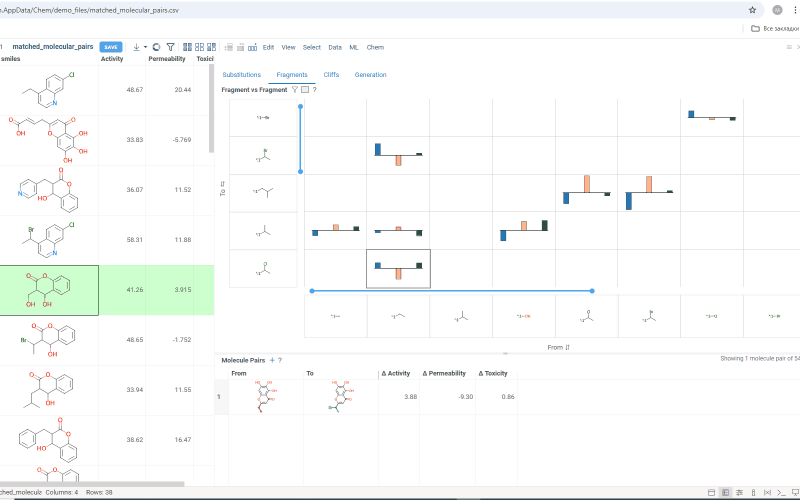 .AppData/Chem/demo_files/matched_molecular_pairs.csv
M
Все закладки
matched_molecular_pairs
SAVE
Edit View Select Data ML Chem
smiles Activity Permeability Toxici
48.67 20.44
33.83 -5.769
36.07 11.52
58.31 11.88
41.26 3.915
48.65 -1.752
33.94 11.55
38.62 16.47
Substitutions Fragments Cliffs Generation
Fragment vs Fragment ?
To
From
Molecule Pairs + ?
Showing 1 molecule pair of 54
From To Δ Activity Δ Permeability Δ Toxicity
1 3.88 -9.30 0.86
ched_molecula Columns: 4 Rows: 38